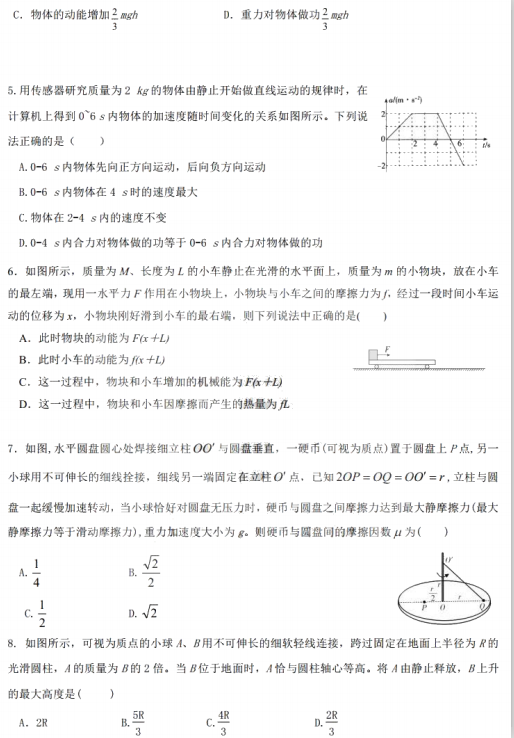 C. 物体的动能增加2/3 mgh　　D. 重力对物体做功2/3 mgh
5.用传感器研究质量为2 kg的物体由静止开始做直线运动的规律时，在
计算机上得到0~6 s内物体的加速度随时间变化的关系如图所示。下列说
法正确的是（　　）
a/(m·s⁻²)
2
0
2 4 6 t/s
-2
A.0-6 s内物体先向正方向运动，后向负方向运动
B.0-6 s内物体在 4 s时的速度最大
C.物体在2-4 s内的速度不变
D.0-4 s内合力对物体做的功等于 0-6 s内合力对物体做的功
6．如图所示，质量为 M、长度为 L 的小车静止在光滑的水平面上，质量为 m 的小物块，放在小车
的最左端，现用一水平力 F 作用在小物块上，小物块与小车之间的摩擦力为f，经过一段时间小车运
动的位移为 x，小物块刚好滑到小车的最右端，则下列说法中正确的是(　　)
A．此时物块的动能为 F(x＋L)
B．此时小车的动能为 f(x＋L)
C．这一过程中，物块和小车增加的机械能为 F(x＋L)
D．这一过程中，物块和小车因摩擦而产生的热量为 fL
F
7．如图,水平圆盘圆心处焊接细立柱OO′与圆盘垂直，一硬币(可视为质点)置于圆盘上 P点,另一
小球用不可伸长的细线拴接，细线另一端固定在立柱O′点，已知2OP=OQ=OO′=r,立柱与圆
盘一起缓慢加速转动，当小球恰好对圆盘无压力时，硬币与圆盘之间摩擦力达到最大静摩擦力(最大
静摩擦力等于滑动摩擦力),重力加速度大小为 g。则硬币与圆盘间的摩擦因数μ为(　　)
A. 1/4　　B. √2/2
C. 1/2　　D. √2
O′
r/2 r
P O Q
8．如图所示，可视为质点的小球 A、B用不可伸长的细软轻线连接，跨过固定在地面上半径为 R的
光滑圆柱，A的质量为B的 2 倍。当B位于地面时，A恰与圆柱轴心等高。将 A由静止释放，B上升
的最大高度是(　　)
A．2R　　B. 5R/3　　C. 4R/3　　D. 2R/3